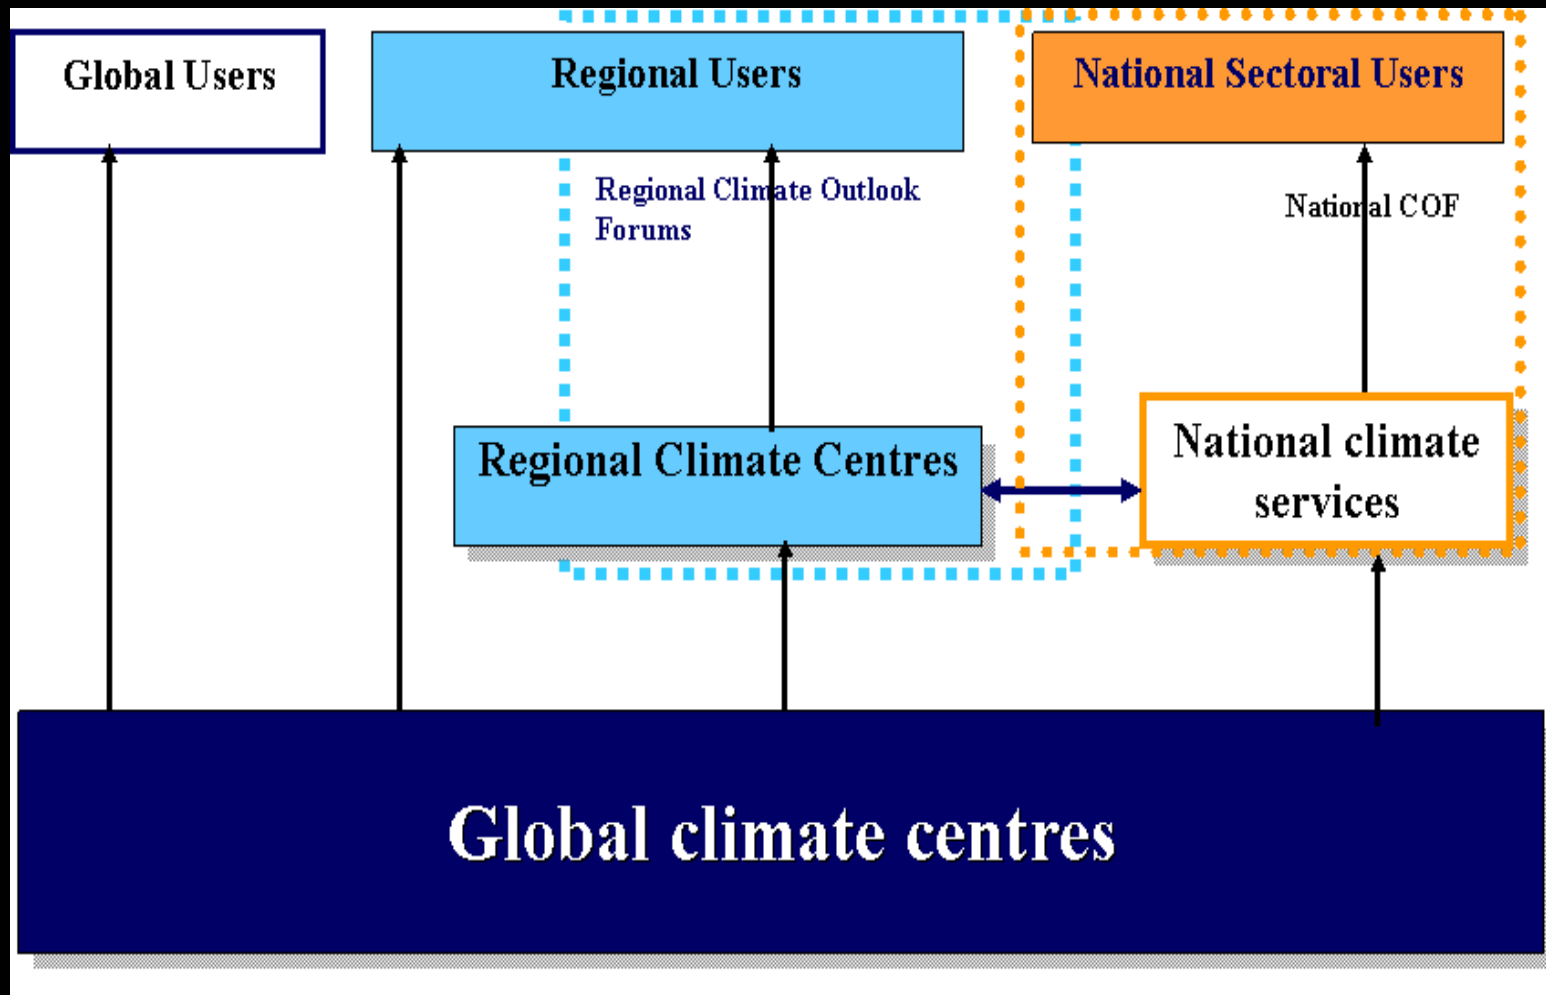 Global Users
Regional Users
National Sectoral Users
Regional Climate Outlook
Forums
National COF
Regional Climate Centres
National climate
services
Global climate centres